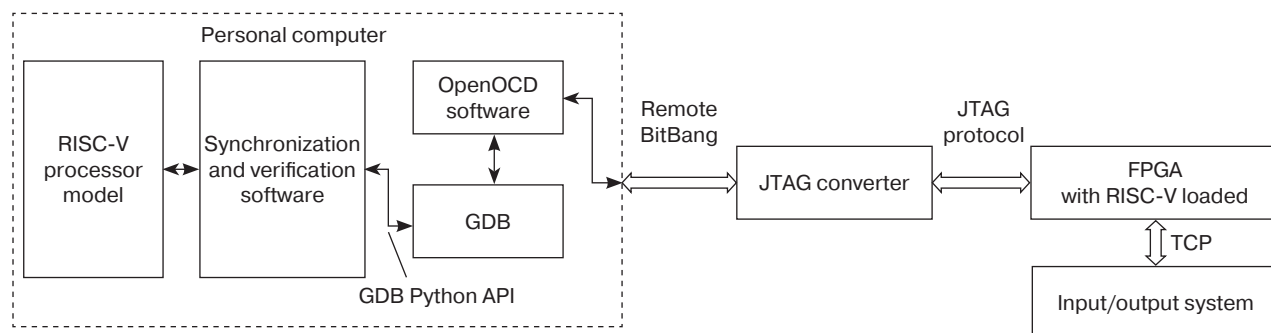 Personal computer
RISC-V
processor
model
Synchronization
and verification
software
OpenOCD
software
GDB
GDB Python API
Remote
BitBang
JTAG converter
JTAG
protocol
FPGA
with RISC-V loaded
TCP
Input/output system